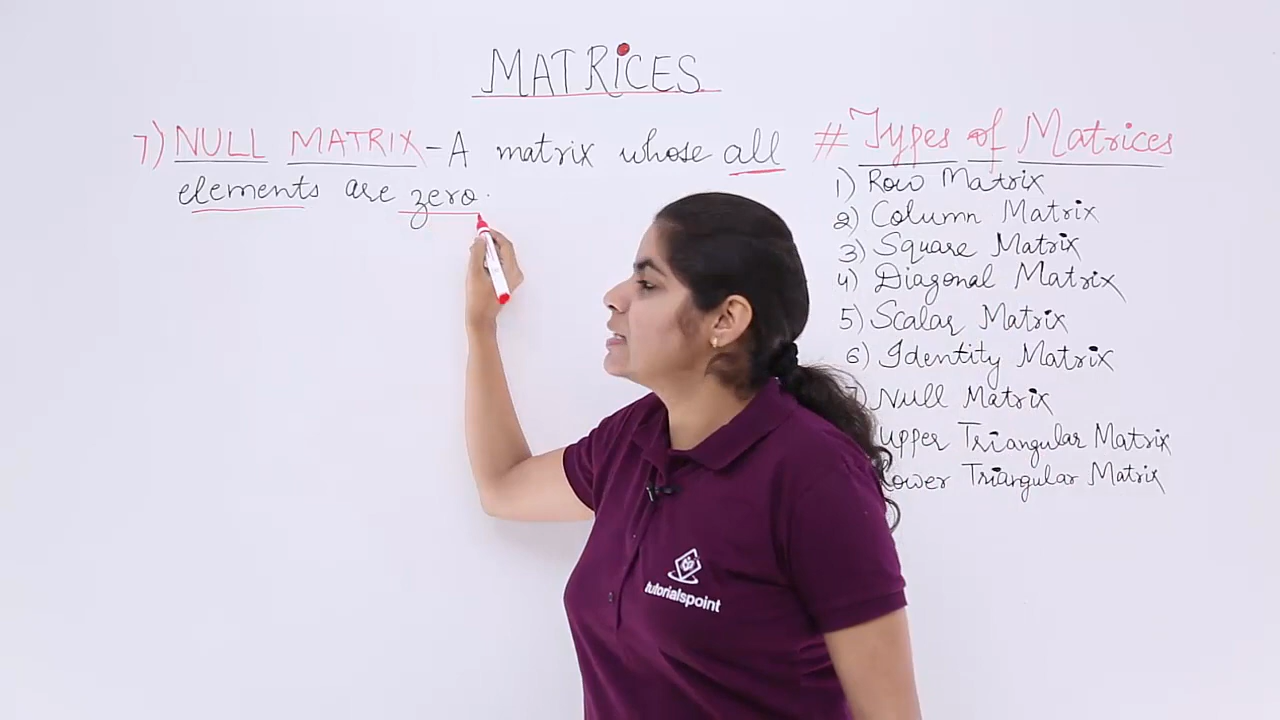 MATRICES
7) NULL MATRIX - A matrix whose all
elements are zero.
# Types of Matrices
1) Row Matrix
2) Column Matrix
3) Square Matrix
4) Diagonal Matrix
5) Scalar Matrix
6) Identity Matrix
7) Null Matrix
Upper Triangular Matrix
Lower Triangular Matrix
tutorialspoint